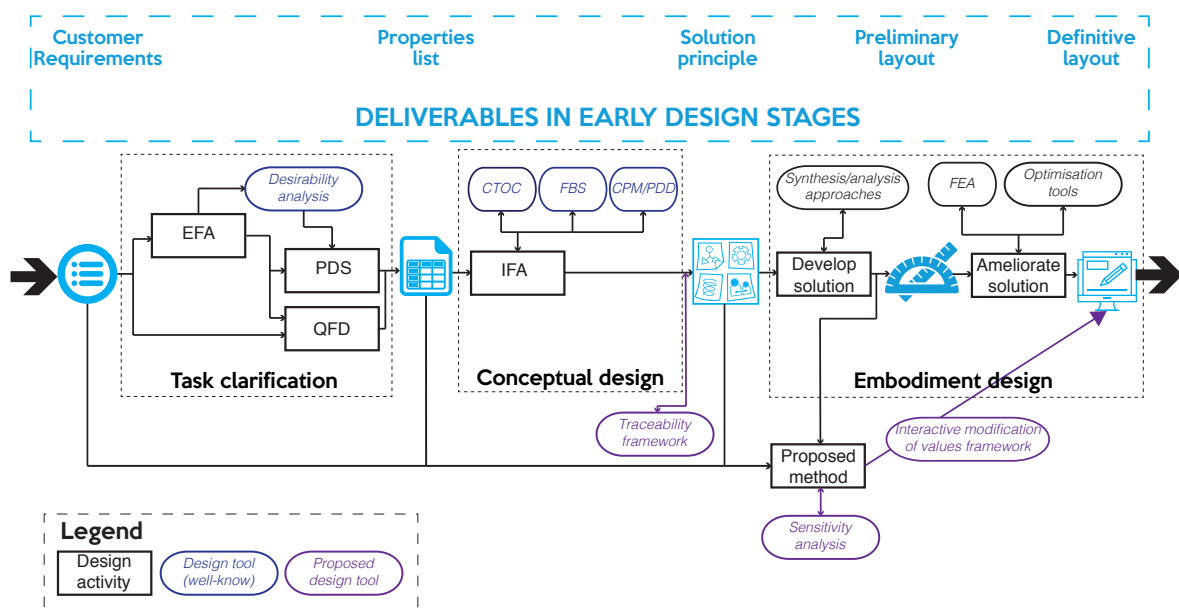 Customer
Requirements
Properties
list
Solution
principle
Preliminary
layout
Definitive
layout
DELIVERABLES IN EARLY DESIGN STAGES
Desirability
analysis
EFA
PDS
QFD
Task clarification
CTOC
FBS
CPM/PDD
IFA
Conceptual design
Traceability
framework
Synthesis/analysis
approaches
FEA
Optimisation
tools
Develop
solution
Ameliorate
solution
Embodiment design
Interactive modification
of values framework
Proposed
method
Sensitivity
analysis
Legend
Design
activity
Design tool
(well-know)
Proposed
design tool